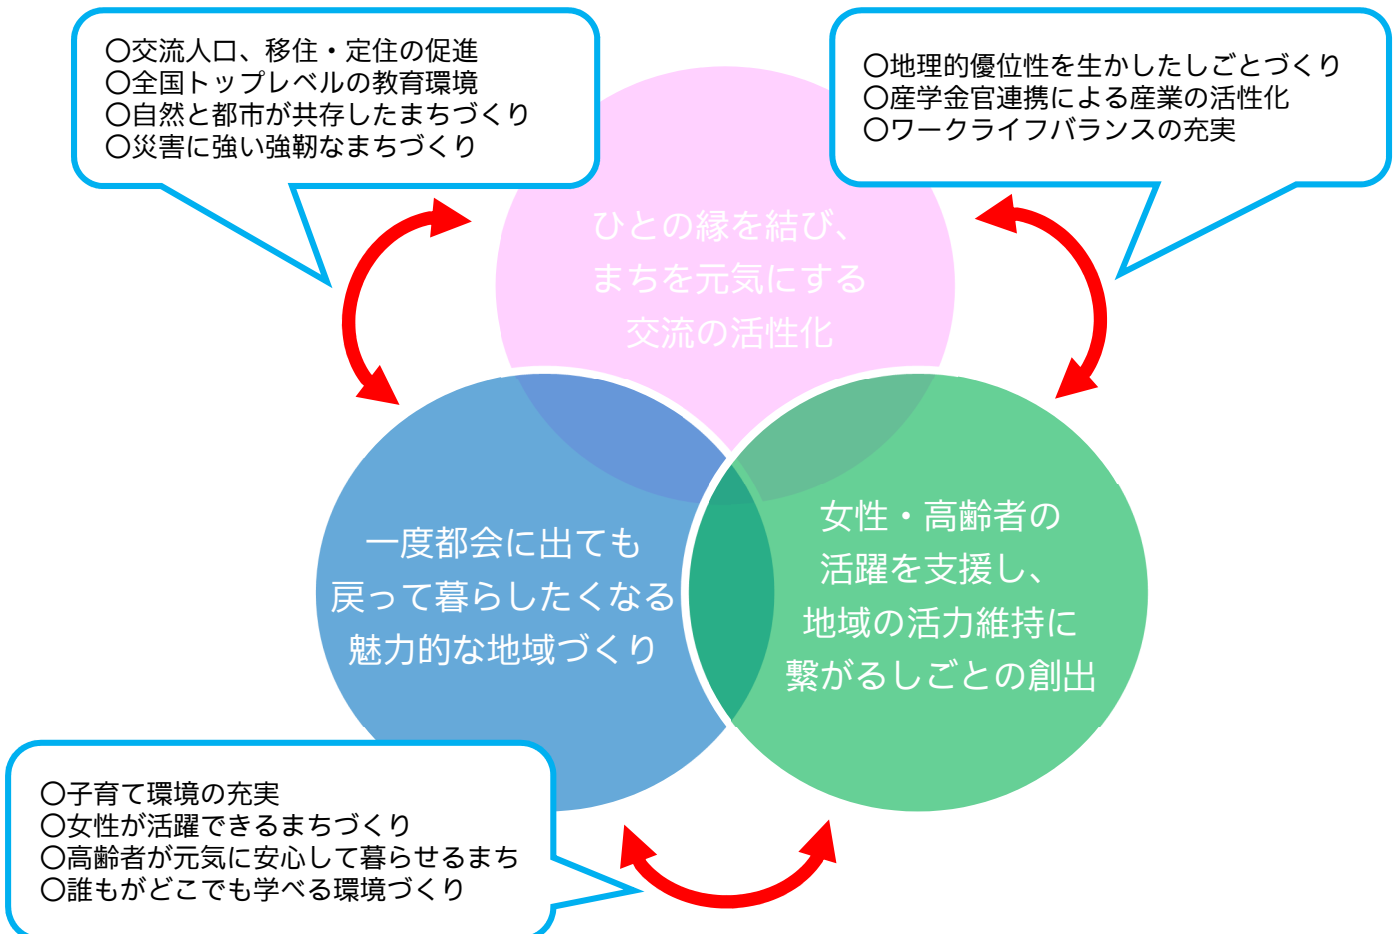 〇交流人口、移住・定住の促進
〇全国トップレベルの教育環境
〇自然と都市が共存したまちづくり
〇災害に強い強靭なまちづくり
〇地理的優位性を生かしたしごとづくり
〇産学金官連携による産業の活性化
〇ワークライフバランスの充実
ひとの縁を結び、
まちを元気にする
交流の活性化
一度都会に出ても
戻って暮らしたくなる
魅力的な地域づくり
女性・高齢者の
活躍を支援し、
地域の活力維持に
繋がるしごとの創出
〇子育て環境の充実
〇女性が活躍できるまちづくり
〇高齢者が元気に安心して暮らせるまち
〇誰もがどこでも学べる環境づくり